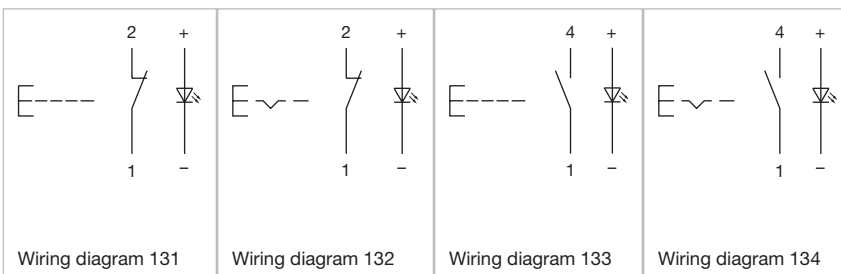 2 +
1 –
Wiring diagram 131
2 +
1 –
Wiring diagram 132
4 +
1 –
Wiring diagram 133
4 +
1 –
Wiring diagram 134